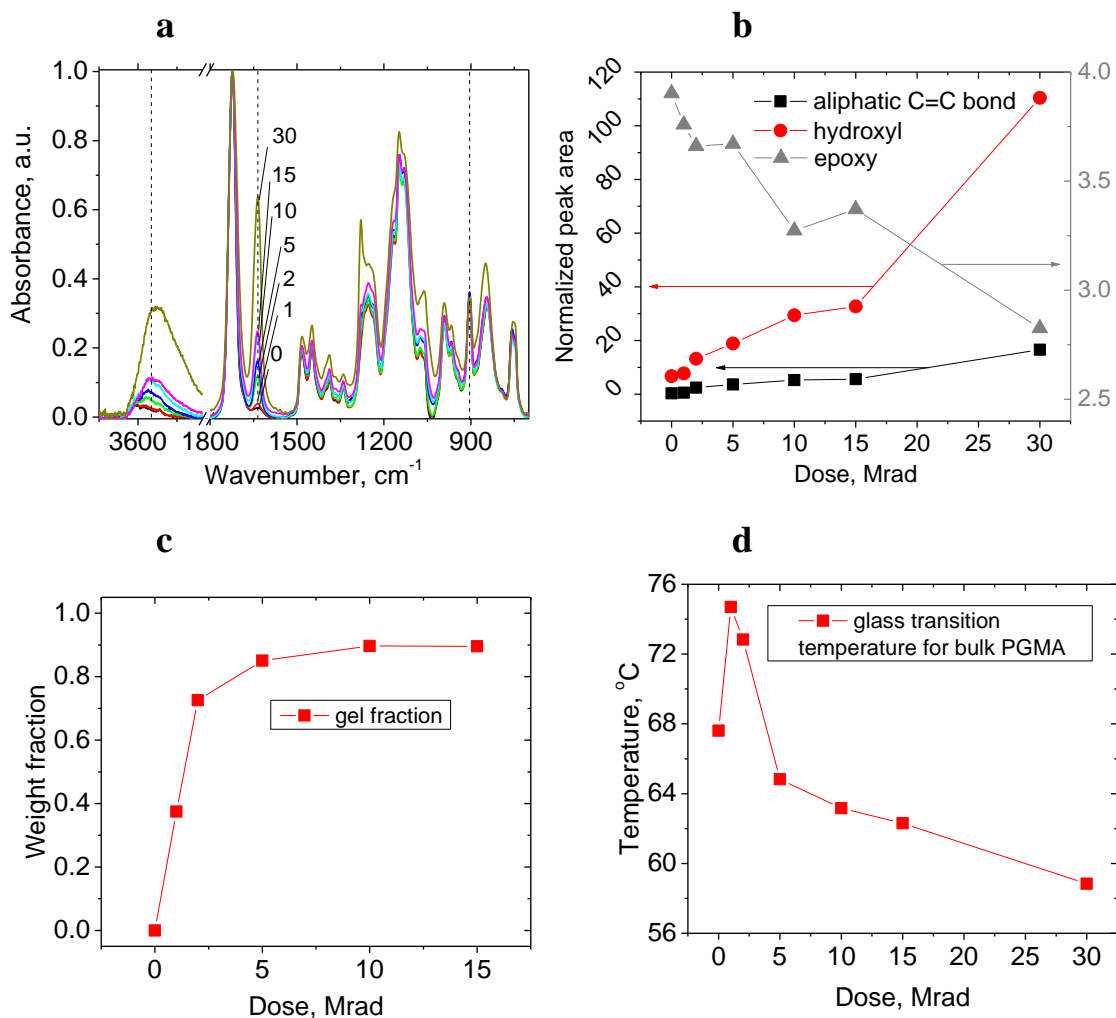 a
1.0
0.8
0.6
0.4
0.2
0.0
Absorbance, a.u.
30
15
10
5
2
1
0
3600
1800
1500
1200
900
Wavenumber, cm-1
b
120
100
80
60
40
20
0
Normalized peak area
aliphatic C=C bond
hydroxyl
epoxy
4.0
3.5
3.0
2.5
0 5 10 15 20 25 30
Dose, Mrad
c
1.0
0.8
0.6
0.4
0.2
0.0
Weight fraction
gel fraction
0 5 10 15
Dose, Mrad
d
76
72
68
64
60
56
Temperature, oC
glass transition
temperature for bulk PGMA
0 5 10 15 20 25 30
Dose, Mrad